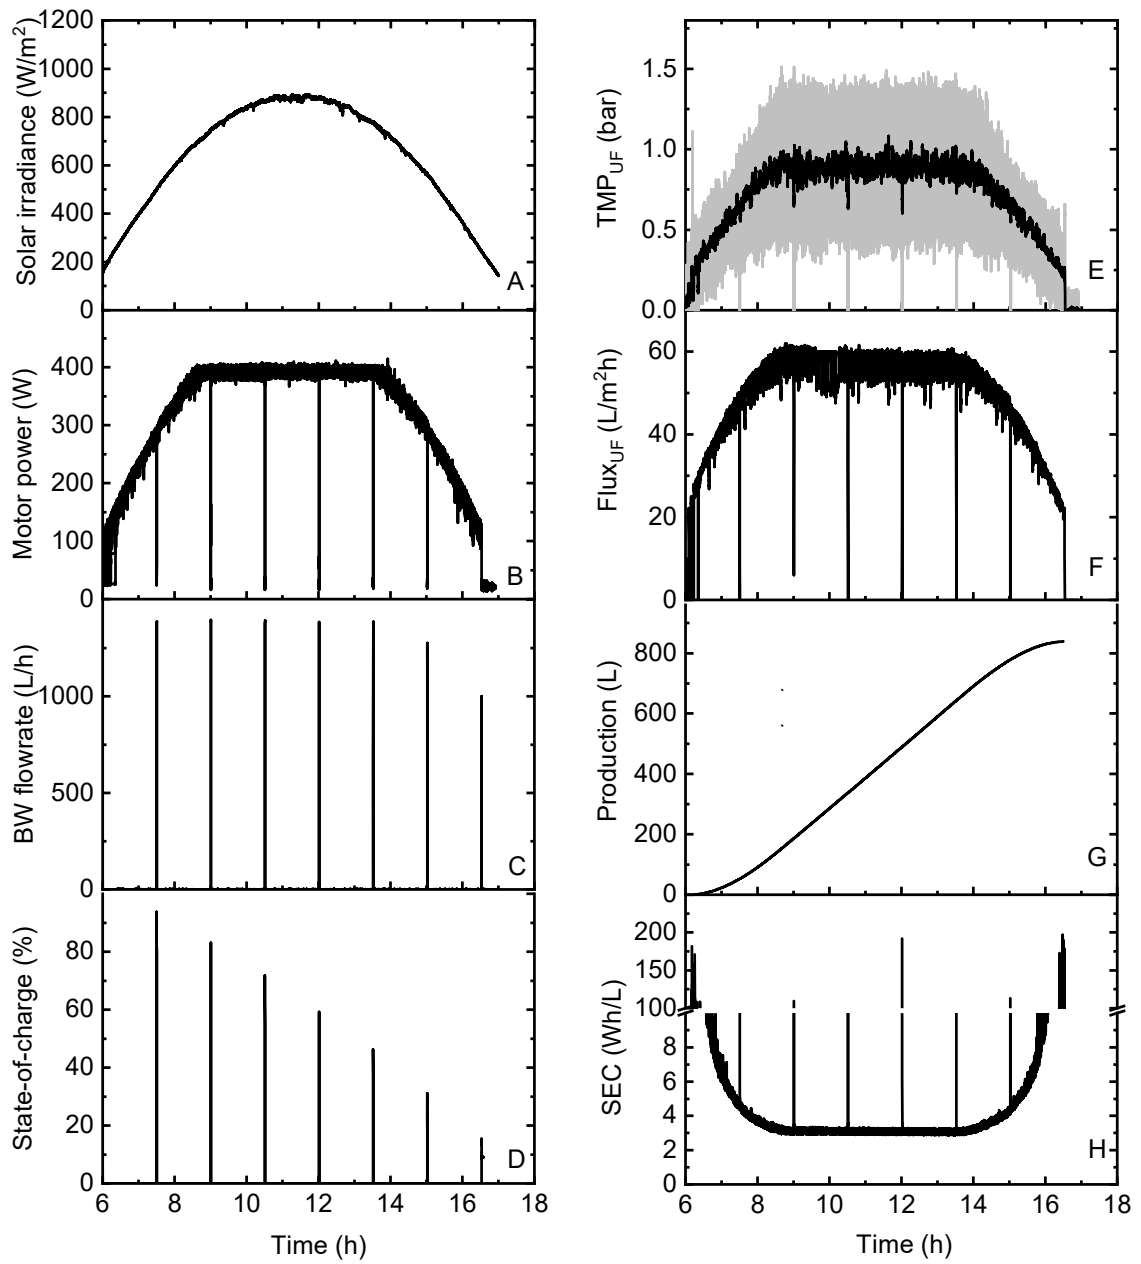 1200
1000
800
600
400
200
0
Solar irradiance (W/m²)
A
400
300
200
100
0
Motor power (W)
B
1000
500
0
BW flowrate (L/h)
C
80
60
40
20
0
State-of-charge (%)
D
6 8 10 12 14 16 18
Time (h)
1.5
1.0
0.5
0.0
TMP_UF (bar)
E
60
40
20
0
Flux_UF (L/m²h)
F
800
600
400
200
0
Production (L)
G
200
150
100
8
6
4
2
0
SEC (Wh/L)
H
6 8 10 12 14 16 18
Time (h)